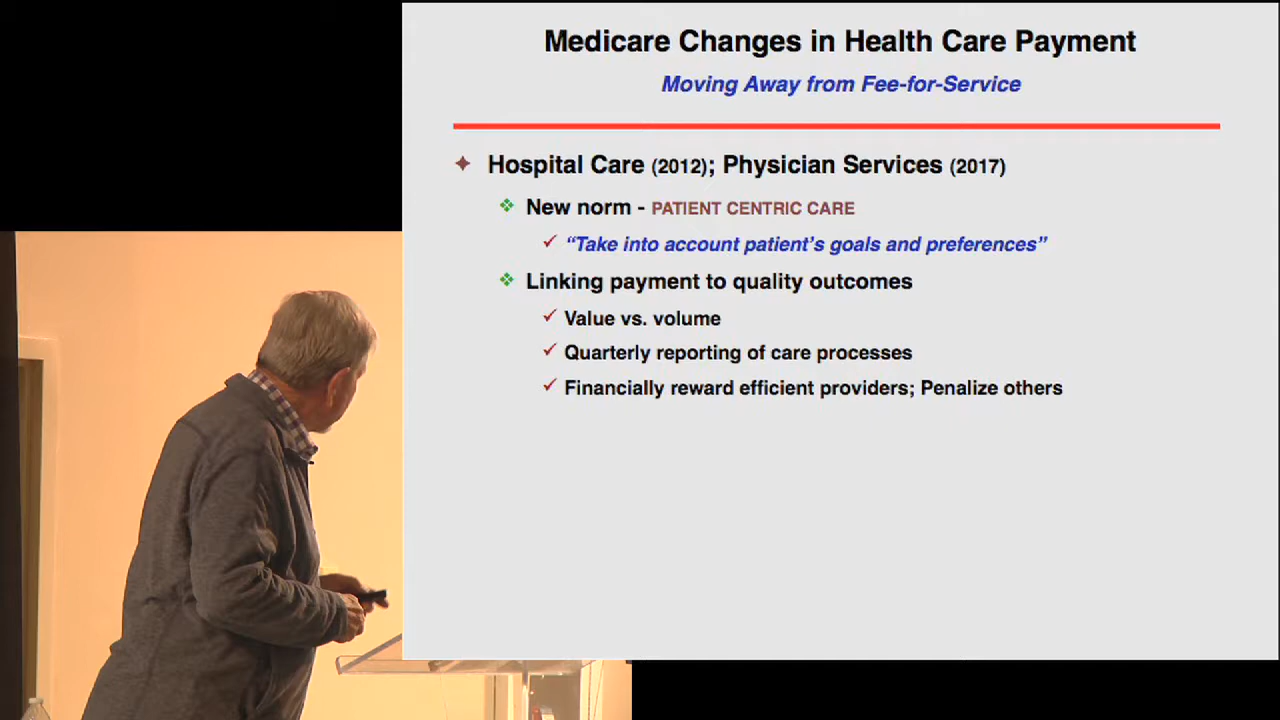 Medicare Changes in Health Care Payment
Moving Away from Fee-for-Service
Hospital Care (2012); Physician Services (2017)
New norm - PATIENT CENTRIC CARE
“Take into account patient’s goals and preferences”
Linking payment to quality outcomes
Value vs. volume
Quarterly reporting of care processes
Financially reward efficient providers; Penalize others